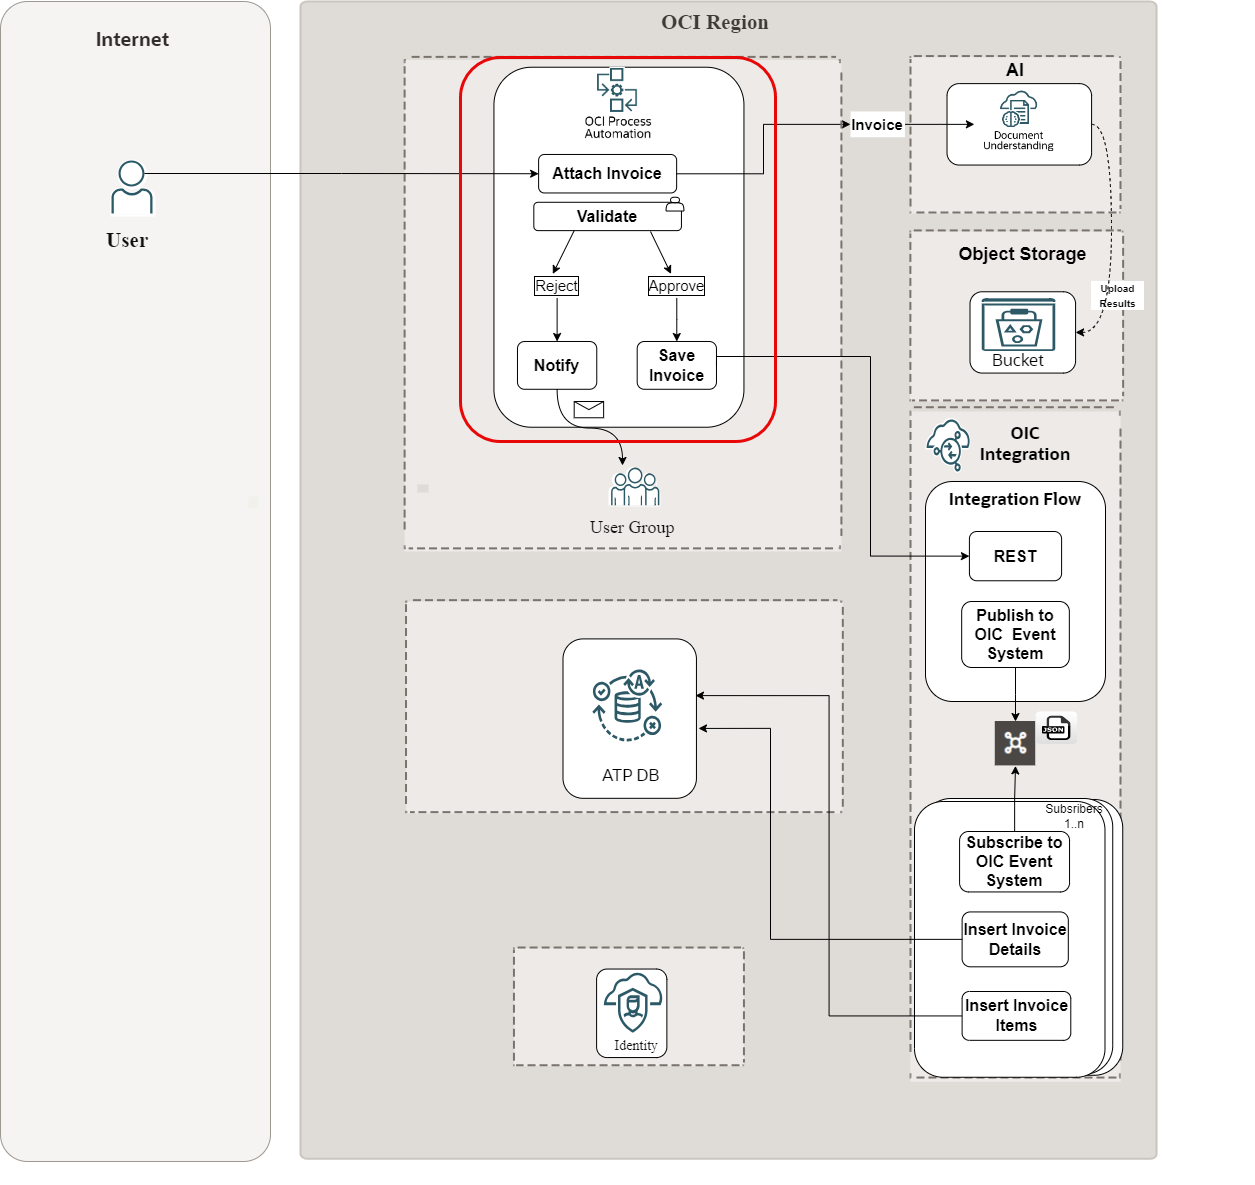 Internet
User
OCI Region
OCI Process
Automation
Attach Invoice
Validate
Reject
Approve
Notify
Save
Invoice
User Group
Invoice
AI
Document
Understanding
Object Storage
Upload
Results
Bucket
OIC
Integration
Integration Flow
REST
Publish to
OIC Event
System
JSON
Subsribers
1..n
Subscribe to
OIC Event
System
Insert Invoice
Details
Insert Invoice
Items
A
ATP DB
Identity